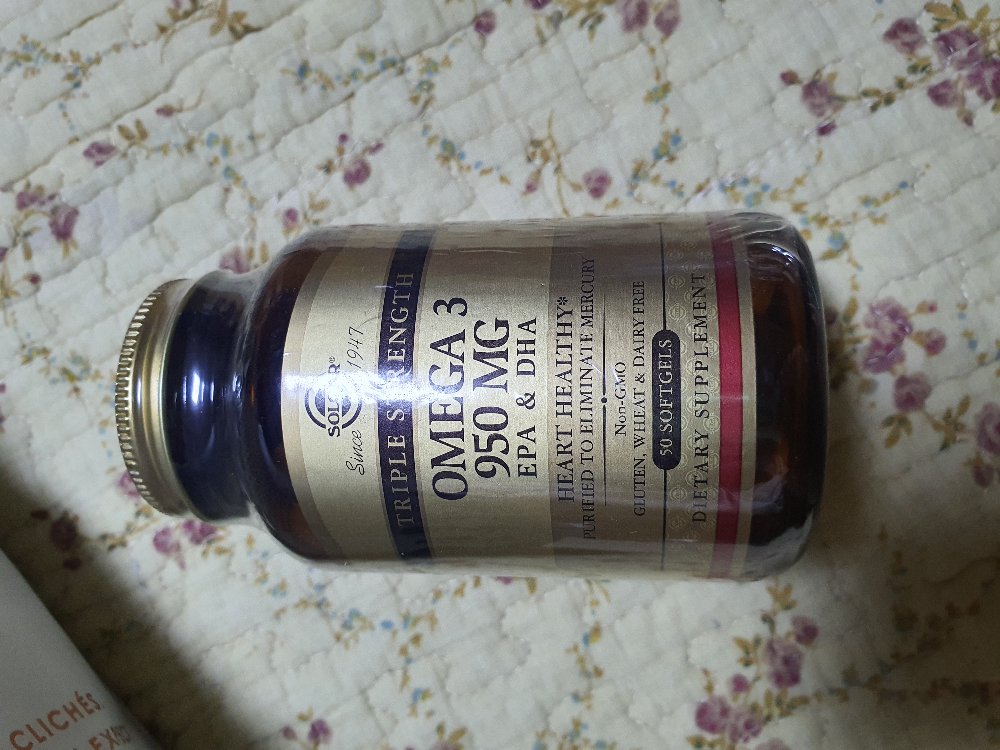 SOLGAR®
Since 1947
TRIPLE STRENGTH
OMEGA 3
950 MG
EPA & DHA
HEART HEALTHY*
PURIFIED TO ELIMINATE MERCURY
Non-GMO
GLUTEN, WHEAT & DAIRY FREE
50 SOFTGELS
DIETARY SUPPLEMENT
CLICHÉS.